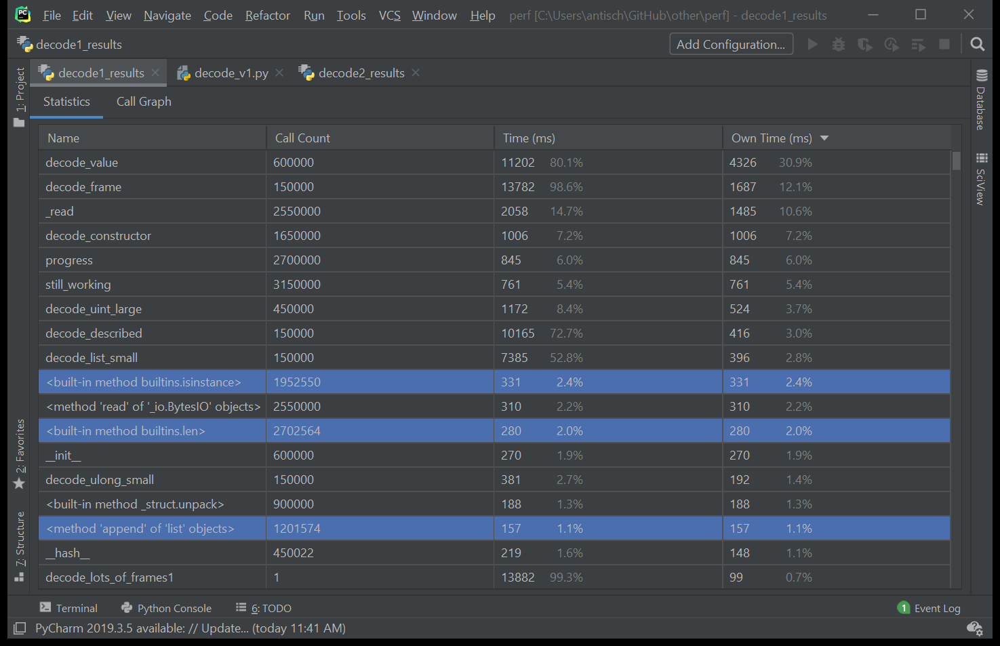 PC File Edit View Navigate Code Refactor Run Tools VCS Window Help perf [C:\Users\antisch\GitHub\other\perf] - decode1_results
decode1_results Add Configuration...
decode1_results decode_v1.py decode2_results
Statistics Call Graph
Name Call Count Time (ms) Own Time (ms)
decode_value 600000 11202 80.1% 4326 30.9%
decode_frame 150000 13782 98.6% 1687 12.1%
_read 2550000 2058 14.7% 1485 10.6%
decode_constructor 1650000 1006 7.2% 1006 7.2%
progress 2700000 845 6.0% 845 6.0%
still_working 3150000 761 5.4% 761 5.4%
decode_uint_large 450000 1172 8.4% 524 3.7%
decode_described 150000 10165 72.7% 416 3.0%
decode_list_small 150000 7385 52.8% 396 2.8%
<built-in method builtins.isinstance> 1952550 331 2.4% 331 2.4%
<method 'read' of '_io.BytesIO' objects> 2550000 310 2.2% 310 2.2%
<built-in method builtins.len> 2702564 280 2.0% 280 2.0%
__init__ 600000 270 1.9% 270 1.9%
decode_ulong_small 150000 381 2.7% 192 1.4%
<built-in method _struct.unpack> 900000 188 1.3% 188 1.3%
<method 'append' of 'list' objects> 1201574 157 1.1% 157 1.1%
__hash__ 450022 219 1.6% 148 1.1%
decode_lots_of_frames1 1 13882 99.3% 99 0.7%
1: Project
2: Favorites
7: Structure
Database
SciView
Terminal Python Console 6: TODO 1 Event Log
PyCharm 2019.3.5 available: // Update... (today 11:41 AM)